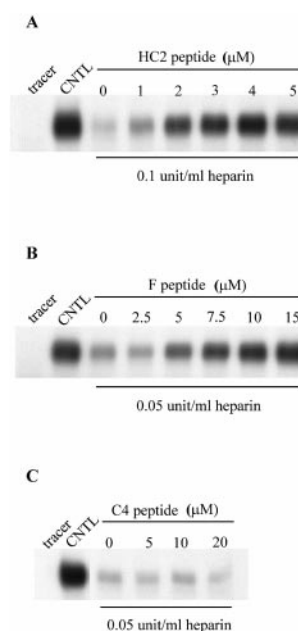 A
HC2 peptide (μM)
tracer CNTL 0 1 2 3 4 5
0.1 unit/ml heparin
B
F peptide (μM)
tracer CNTL 0 2.5 5 7.5 10 15
0.05 unit/ml heparin
C
C4 peptide (μM)
tracer CNTL 0 5 10 20
0.05 unit/ml heparin